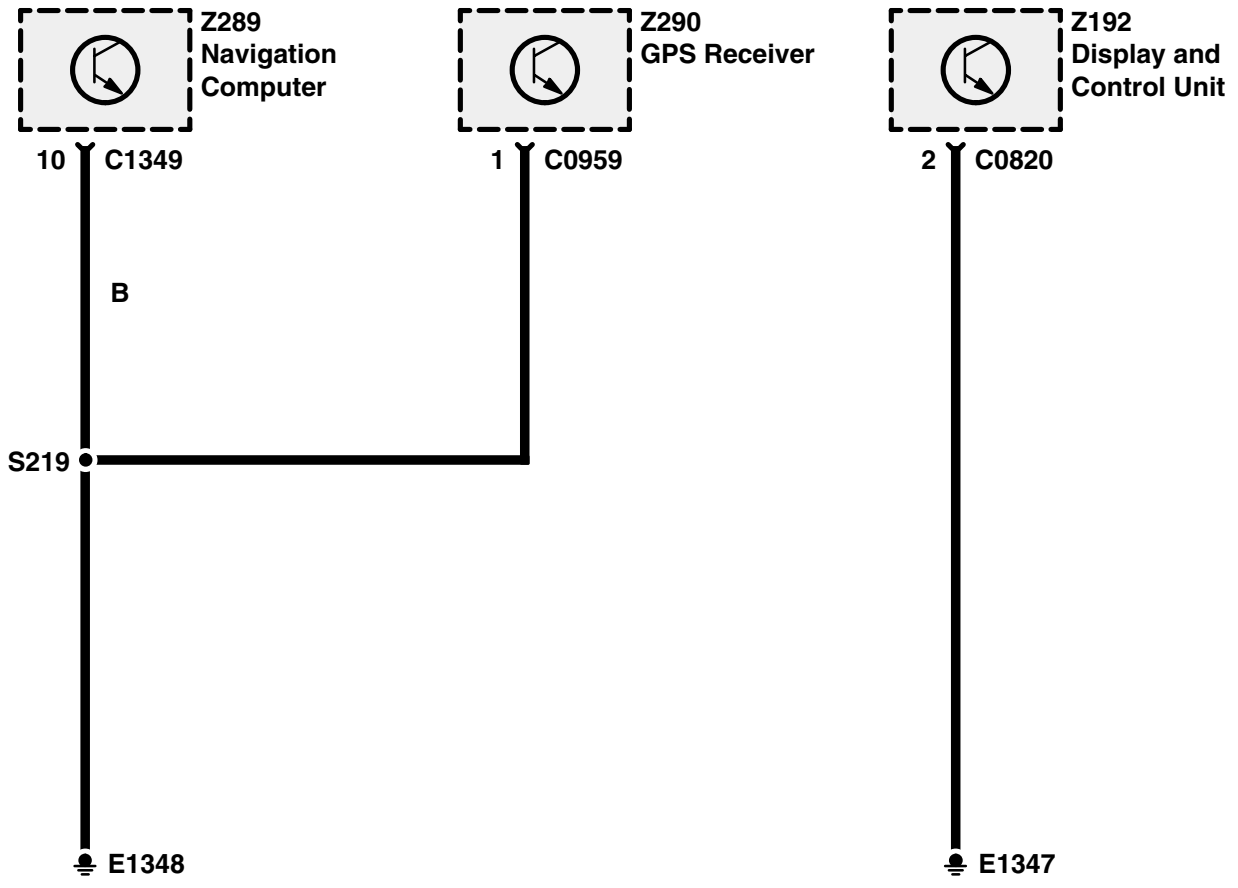 Z289
Navigation
Computer
Z290
GPS Receiver
Z192
Display and
Control Unit
10 C1349
1 C0959
2 C0820
B
S219
E1348
E1347